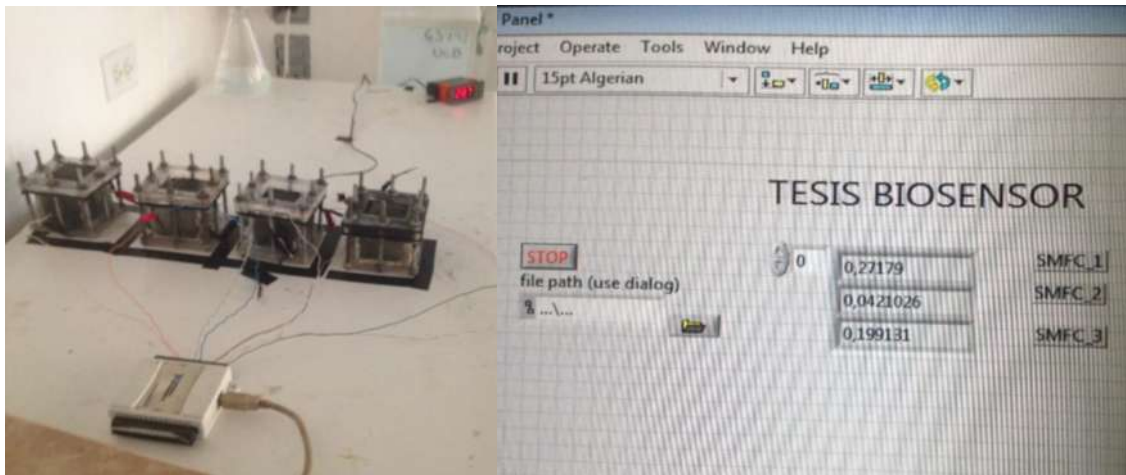 Panel *
roject Operate Tools Window Help
15pt Algerian
TESIS BIOSENSOR
STOP
0
0,27179
SMFC_1
file path (use dialog)
0,0421026
SMFC_2
% ...\...
0,199131
SMFC_3